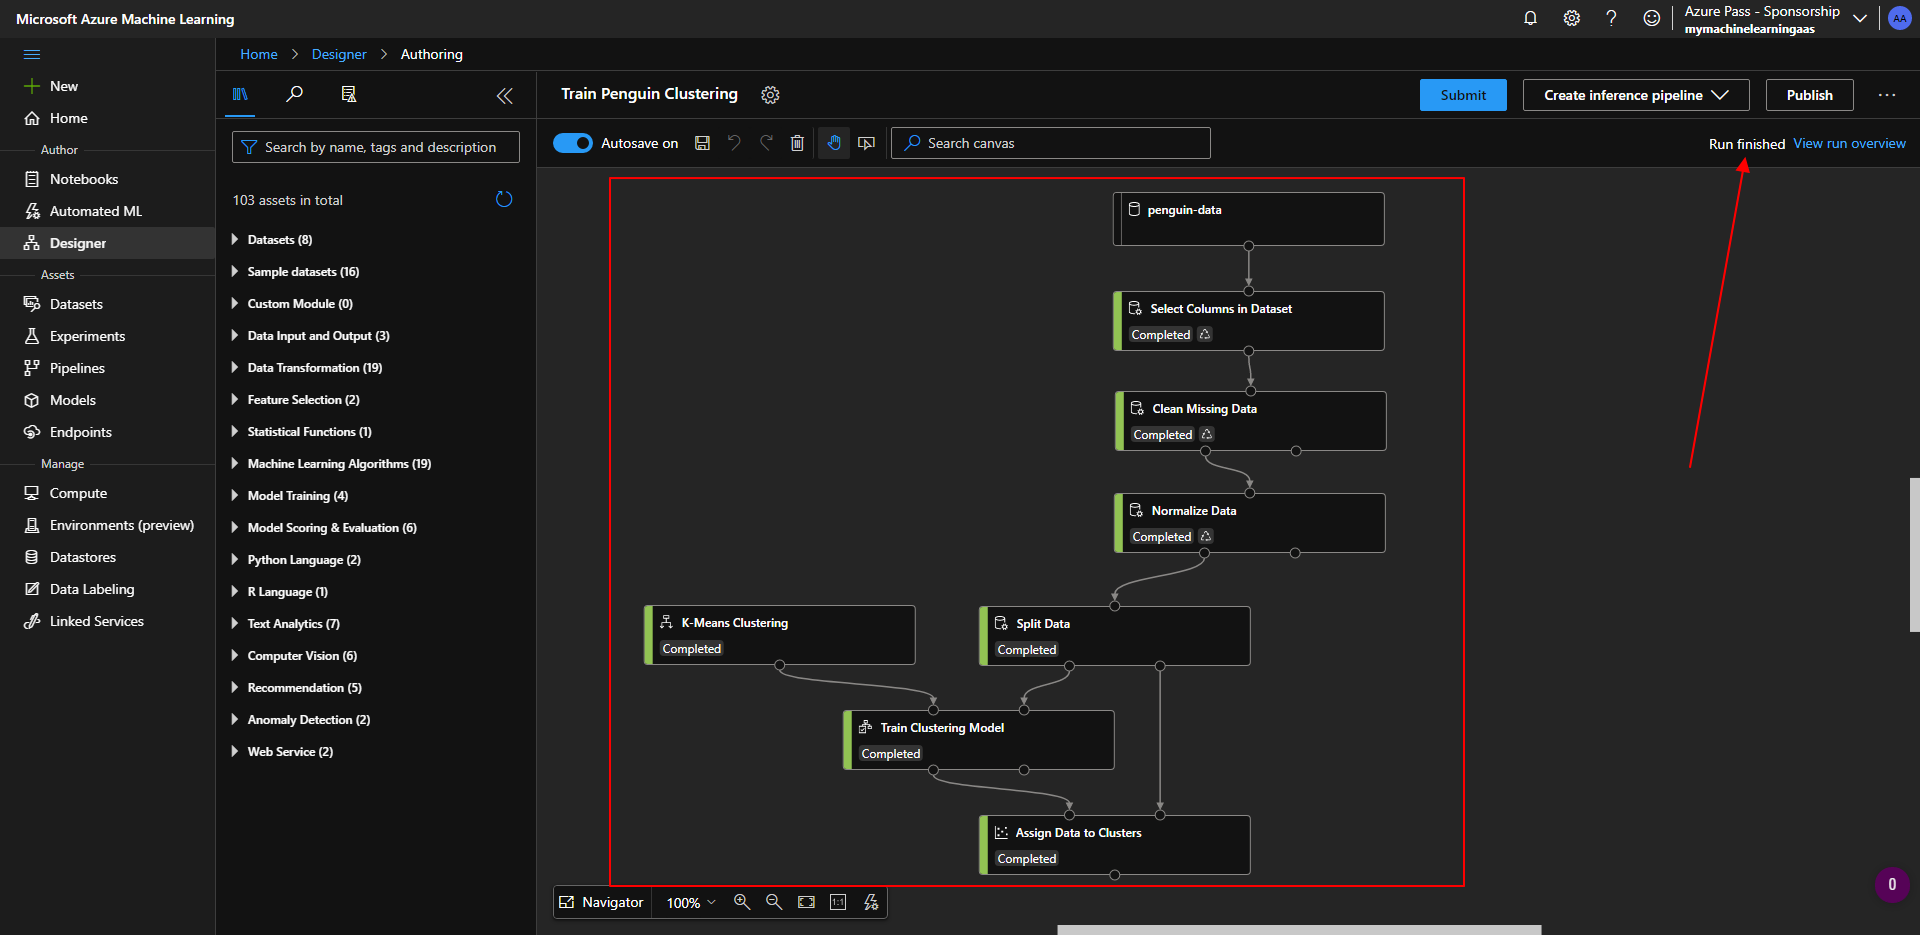 Microsoft Azure Machine Learning
Azure Pass - Sponsorship
mymachinelearningaas
AA
New
Home
Author
Notebooks
Automated ML
Designer
Assets
Datasets
Experiments
Pipelines
Models
Endpoints
Manage
Compute
Environments (preview)
Datastores
Data Labeling
Linked Services
Home > Designer > Authoring
Search by name, tags and description
103 assets in total
Datasets (8)
Sample datasets (16)
Custom Module (0)
Data Input and Output (3)
Data Transformation (19)
Feature Selection (2)
Statistical Functions (1)
Machine Learning Algorithms (19)
Model Training (4)
Model Scoring & Evaluation (6)
Python Language (2)
R Language (1)
Text Analytics (7)
Computer Vision (6)
Recommendation (5)
Anomaly Detection (2)
Web Service (2)
Train Penguin Clustering
Submit
Create inference pipeline
Publish
Autosave on
Search canvas
Run finished View run overview
penguin-data
Select Columns in Dataset
Completed
Clean Missing Data
Completed
Normalize Data
Completed
K-Means Clustering
Completed
Split Data
Completed
Train Clustering Model
Completed
Assign Data to Clusters
Completed
Navigator
100%
1:1
0